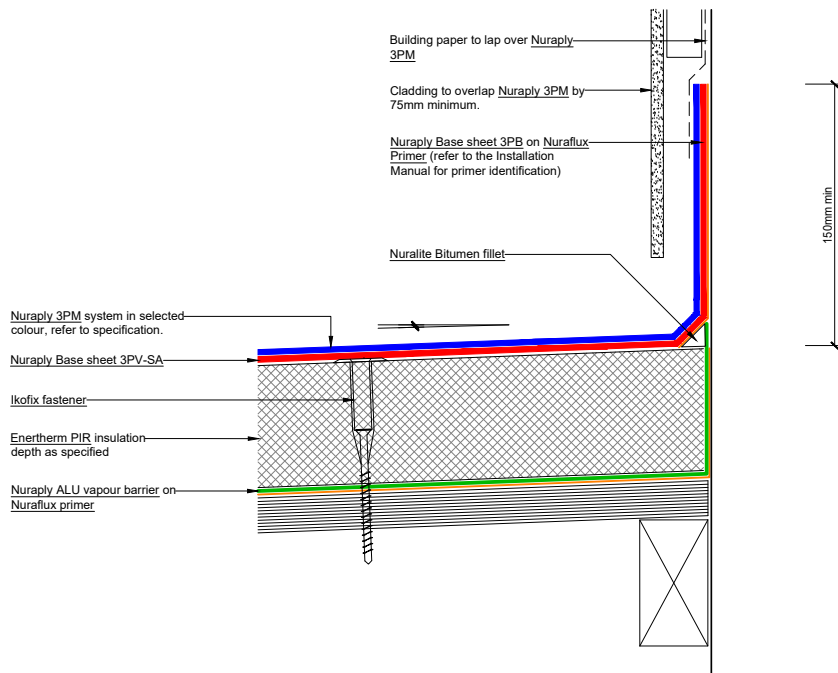 Building paper to lap over Nuraply
3PM
Cladding to overlap Nuraply 3PM by
75mm minimum.
Nuraply Base sheet 3PB on Nuraflux
Primer (refer to the Installation
Manual for primer identification)
Nuralite Bitumen fillet
150mm min
Nuraply 3PM system in selected
colour, refer to specification.
Nuraply Base sheet 3PV-SA
Ikofix fastener
Enertherm PIR insulation
depth as specified
Nuraply ALU vapour barrier on
Nuraflux primer